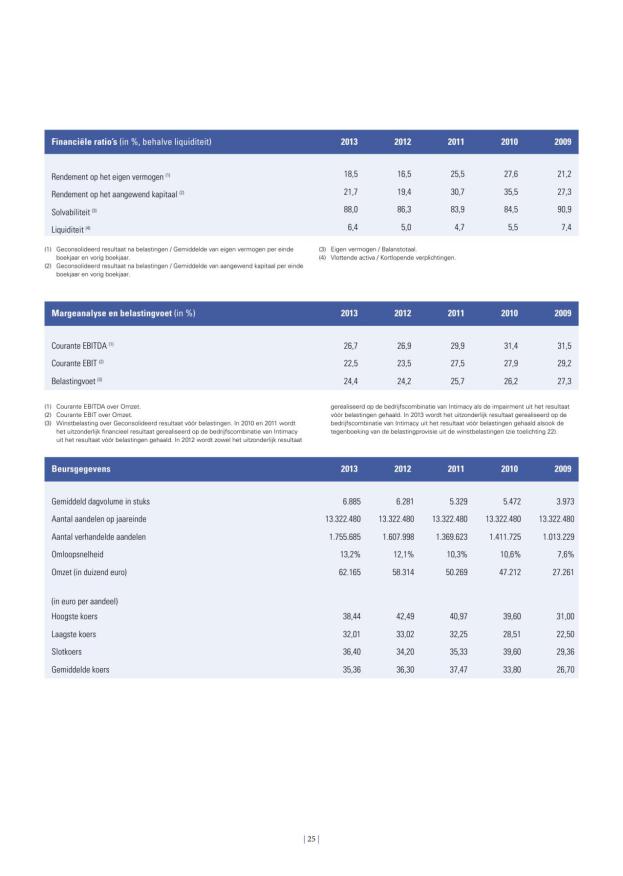 Financiële ratio's (in %, behalve liquiditeit) 2013 2012 2011 2010 2009
Rendement op het eigen vermogen (1) 18,5 16,5 25,5 27,6 21,2
Rendement op het aangewend kapitaal (2) 21,7 19,4 30,7 35,5 27,3
Solvabiliteit (3) 88,0 86,3 83,9 84,5 90,9
Liquiditeit (4) 6,4 5,0 4,7 5,5 7,4
(1) Geconsolideerd resultaat na belastingen / Gemiddelde van eigen vermogen per einde
boekjaar en vorig boekjaar.
(2) Geconsolideerd resultaat na belastingen / Gemiddelde van aangewend kapitaal per einde
boekjaar en vorig boekjaar.
(3) Eigen vermogen / Balanstotaal.
(4) Vlottende activa / Kortlopende verplichtingen.
Margeanalyse en belastingvoet (in %) 2013 2012 2011 2010 2009
Courante EBITDA (1) 26,7 26,9 29,9 31,4 31,5
Courante EBIT (2) 22,5 23,5 27,5 27,9 29,2
Belastingvoet (3) 24,4 24,2 25,7 26,2 27,3
(1) Courante EBITDA over Omzet.
(2) Courante EBIT over Omzet.
(3) Winstbelasting over Geconsolideerd resultaat vóór belastingen. In 2010 en 2011 wordt
het uitzonderlijk financieel resultaat gerealiseerd op de bedrijfscombinatie van Intimacy
uit het resultaat vóór belastingen gehaald. In 2012 wordt zowel het uitzonderlijk resultaat
gerealiseerd op de bedrijfscombinatie van Intimacy als de impairment uit het resultaat
vóór belastingen gehaald. In 2013 wordt het uitzonderlijk resultaat gerealiseerd op de
bedrijfscombinatie van Intimacy uit het resultaat vóór belastingen gehaald alsook de
tegenboeking van de belastingprovisie uit de winstbelastingen (zie toelichting 22).
Beursgegevens 2013 2012 2011 2010 2009
Gemiddeld dagvolume in stuks 6.885 6.281 5.329 5.472 3.973
Aantal aandelen op jaareinde 13.322.480 13.322.480 13.322.480 13.322.480 13.322.480
Aantal verhandelde aandelen 1.755.685 1.607.998 1.369.623 1.411.725 1.013.229
Omloopsnelheid 13,2% 12,1% 10,3% 10,6% 7,6%
Omzet (in duizend euro) 62.165 58.314 50.269 47.212 27.261
(in euro per aandeel)
Hoogste koers 38,44 42,49 40,97 39,60 31,00
Laagste koers 32,01 33,02 32,25 28,51 22,50
Slotkoers 36,40 34,20 35,33 39,60 29,36
Gemiddelde koers 35,36 36,30 37,47 33,80 26,70
| 25 |